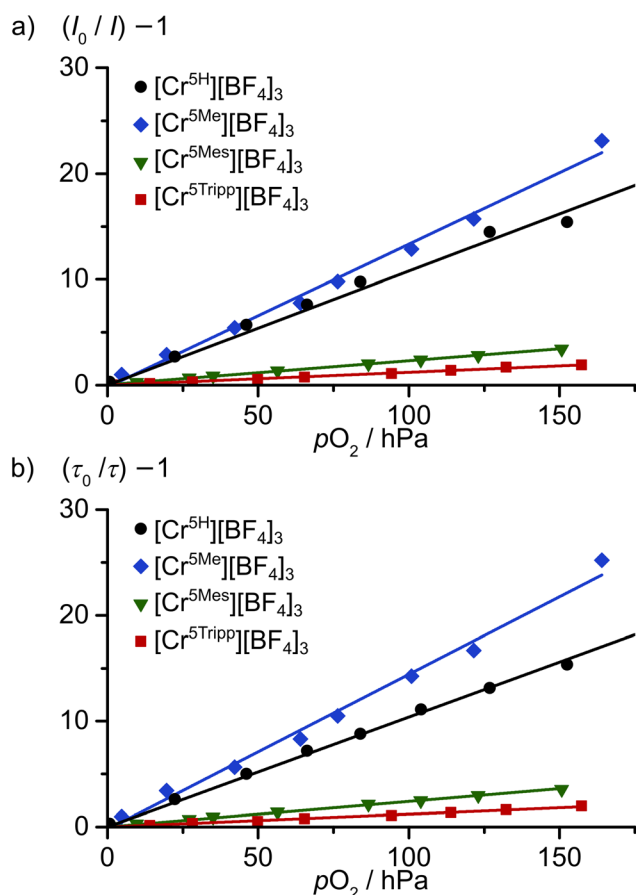 a) (I₀ / I) −1
30
20
10
0
[Cr⁵ᴴ][BF₄]₃
[Cr⁵ᴹᵉ][BF₄]₃
[Cr⁵ᴹᵉˢ][BF₄]₃
[Cr⁵ᵀʳⁱᵖᵖ][BF₄]₃
0 50 100 150
pO₂ / hPa
b) (τ₀ /τ) −1
30
20
10
0
[Cr⁵ᴴ][BF₄]₃
[Cr⁵ᴹᵉ][BF₄]₃
[Cr⁵ᴹᵉˢ][BF₄]₃
[Cr⁵ᵀʳⁱᵖᵖ][BF₄]₃
0 50 100 150
pO₂ / hPa